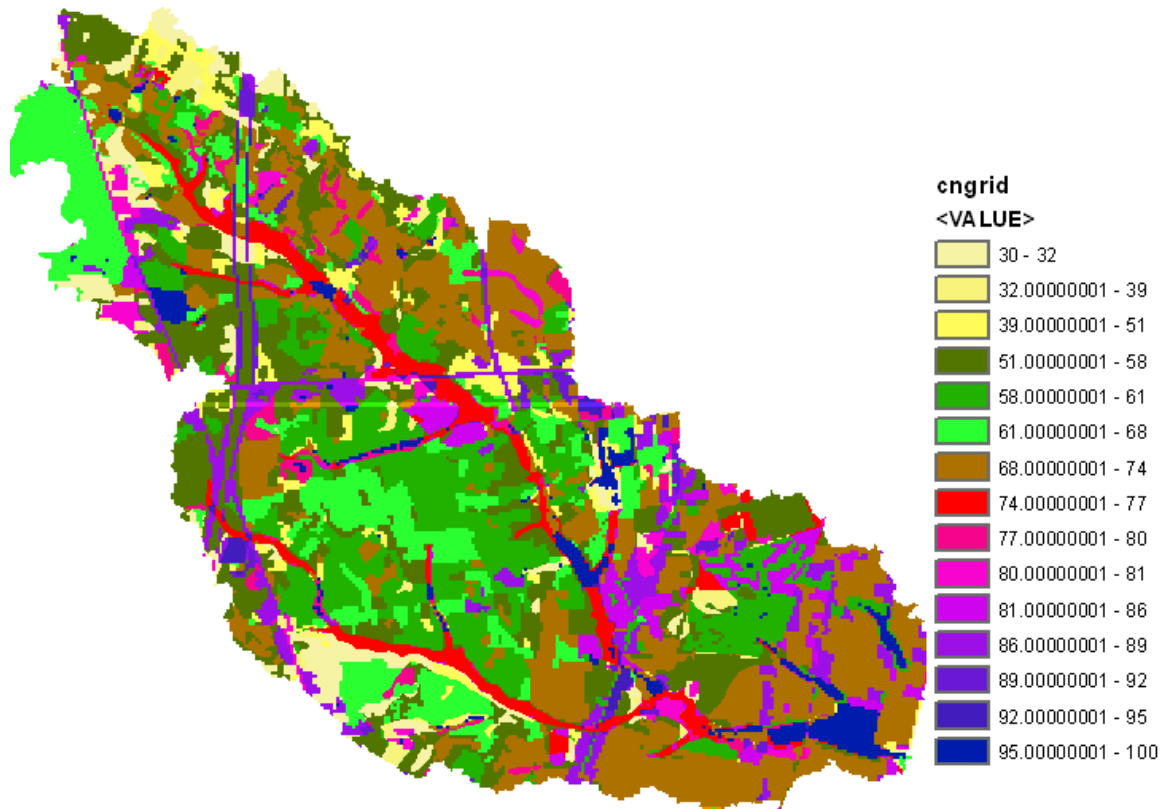 cngrid
<VALUE>
30 - 32
32.00000001 - 39
39.00000001 - 51
51.00000001 - 58
58.00000001 - 61
61.00000001 - 68
68.00000001 - 74
74.00000001 - 77
77.00000001 - 80
80.00000001 - 81
81.00000001 - 86
86.00000001 - 89
89.00000001 - 92
92.00000001 - 95
95.00000001 - 100